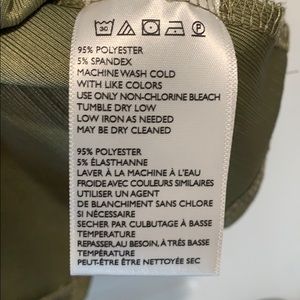 30 P
95% POLYESTER
5% SPANDEX
MACHINE WASH COLD
WITH LIKE COLORS
USE ONLY NON-CHLORINE BLEACH
TUMBLE DRY LOW
LOW IRON AS NEEDED
MAY BE DRY CLEANED
95% POLYESTER
5% ÉLASTHANNE
LAVER À LA MACHINE À L'EAU
FROIDE AVEC COULEURS SIMILAIRES
UTILISER UN AGENT
DE BLANCHIMENT SANS CHLORE
SI NÉCESSAIRE
SECHER PAR CULBUTAGE À BASSE
TEMPÉRATURE
REPASSER, AU BESOIN, À TRÈS BASSE
TEMPÉRATURE
PEUT-ÊTRE ÊTRE NETTOYÉE SEC